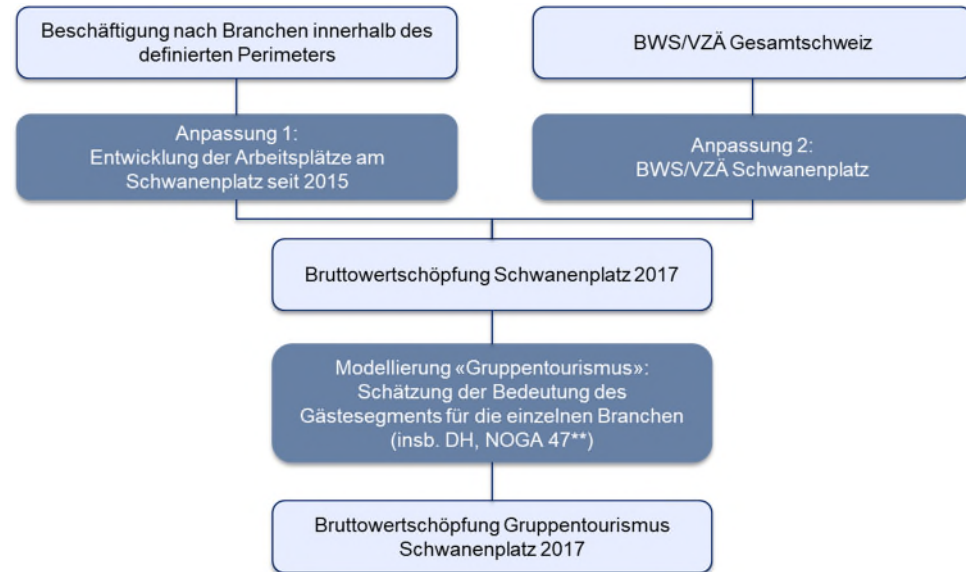 Beschäftigung nach Branchen innerhalb des
definierten Perimeters
BWS/VZÄ Gesamtschweiz
Anpassung 1:
Entwicklung der Arbeitsplätze am
Schwanenplatz seit 2015
Anpassung 2:
BWS/VZÄ Schwanenplatz
Bruttowertschöpfung Schwanenplatz 2017
Modellierung «Gruppentourismus»:
Schätzung der Bedeutung des
Gästesegments für die einzelnen Branchen
(insb. DH, NOGA 47**)
Bruttowertschöpfung Gruppentourismus
Schwanenplatz 2017